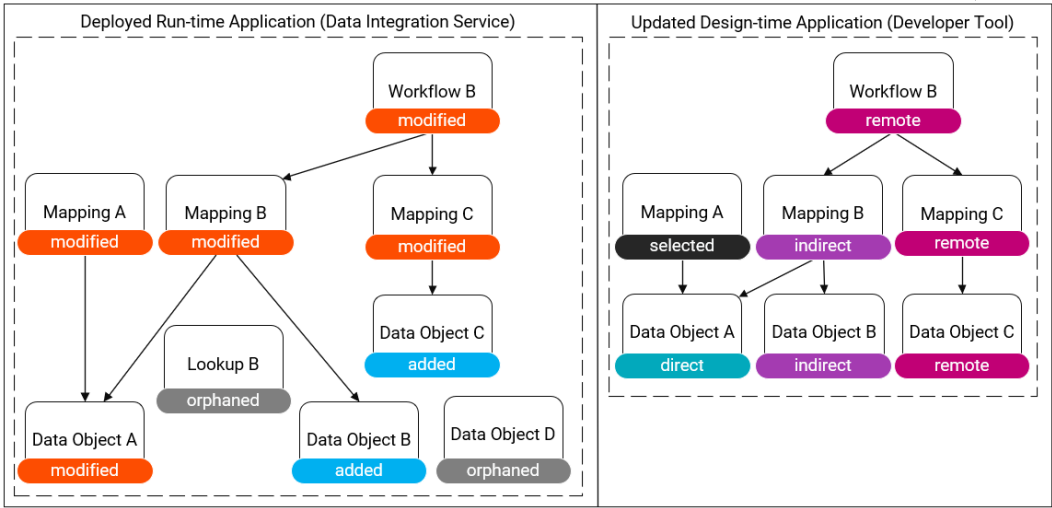 Deployed Run-time Application (Data Integration Service)
Workflow B
modified
Mapping A
modified
Mapping B
modified
Mapping C
modified
Data Object C
added
Lookup B
orphaned
Data Object A
modified
Data Object B
added
Data Object D
orphaned
Updated Design-time Application (Developer Tool)
Workflow B
remote
Mapping A
selected
Mapping B
indirect
Mapping C
remote
Data Object A
direct
Data Object B
indirect
Data Object C
remote